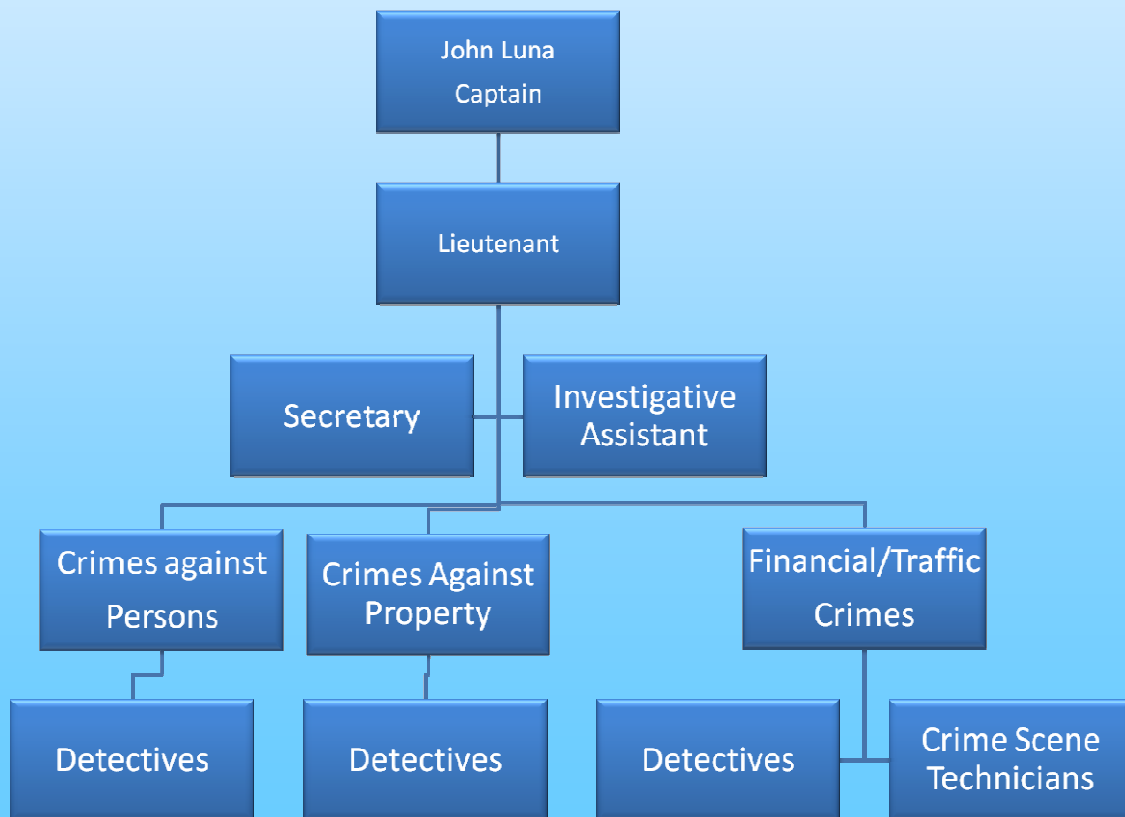 John Luna
Captain
Lieutenant
Secretary
Investigative
Assistant
Crimes against
Persons
Crimes Against
Property
Financial/Traffic
Crimes
Detectives
Detectives
Detectives
Crime Scene
Technicians